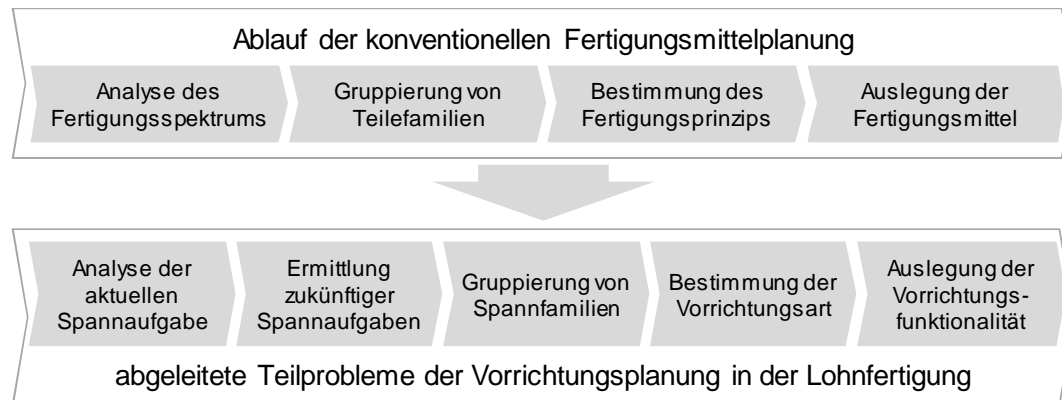 Ablauf der konventionellen Fertigungsmittelplanung
Analyse des
Fertigungsspektrums
Gruppierung von
Teilefamilien
Bestimmung des
Fertigungsprinzips
Auslegung der
Fertigungsmittel
Analyse der
aktuellen
Spannaufgabe
Ermittlung
zukünftiger
Spannaufgaben
Gruppierung von
Spannfamilien
Bestimmung der
Vorrichtungsart
Auslegung der
Vorrichtungs-
funktionalität
abgeleitete Teilprobleme der Vorrichtungsplanung in der Lohnfertigung